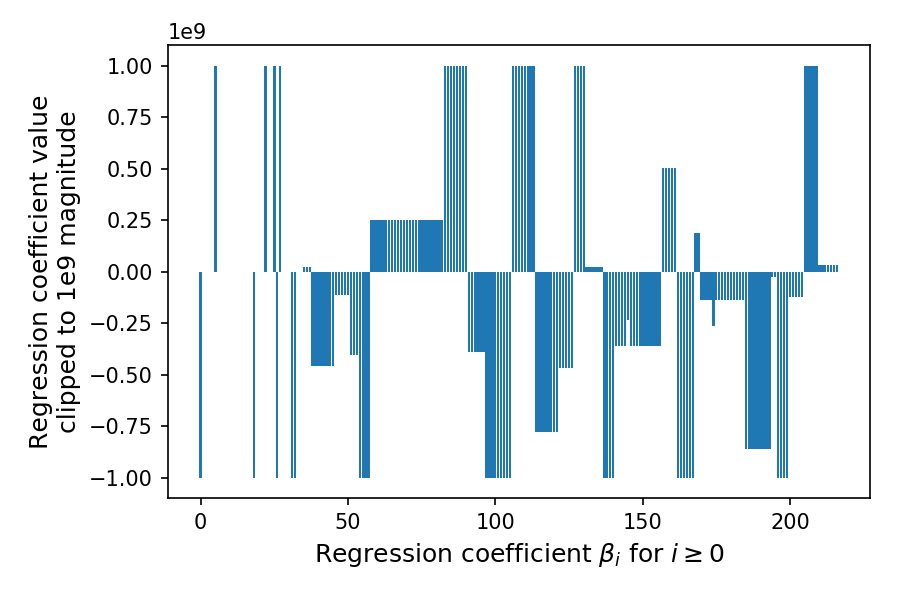 1e9
Regression coefficient value
clipped to 1e9 magnitude
1.00
0.75
0.50
0.25
0.00
−0.25
−0.50
−0.75
−1.00
0 50 100 150 200
Regression coefficient βᵢ for i ≥ 0